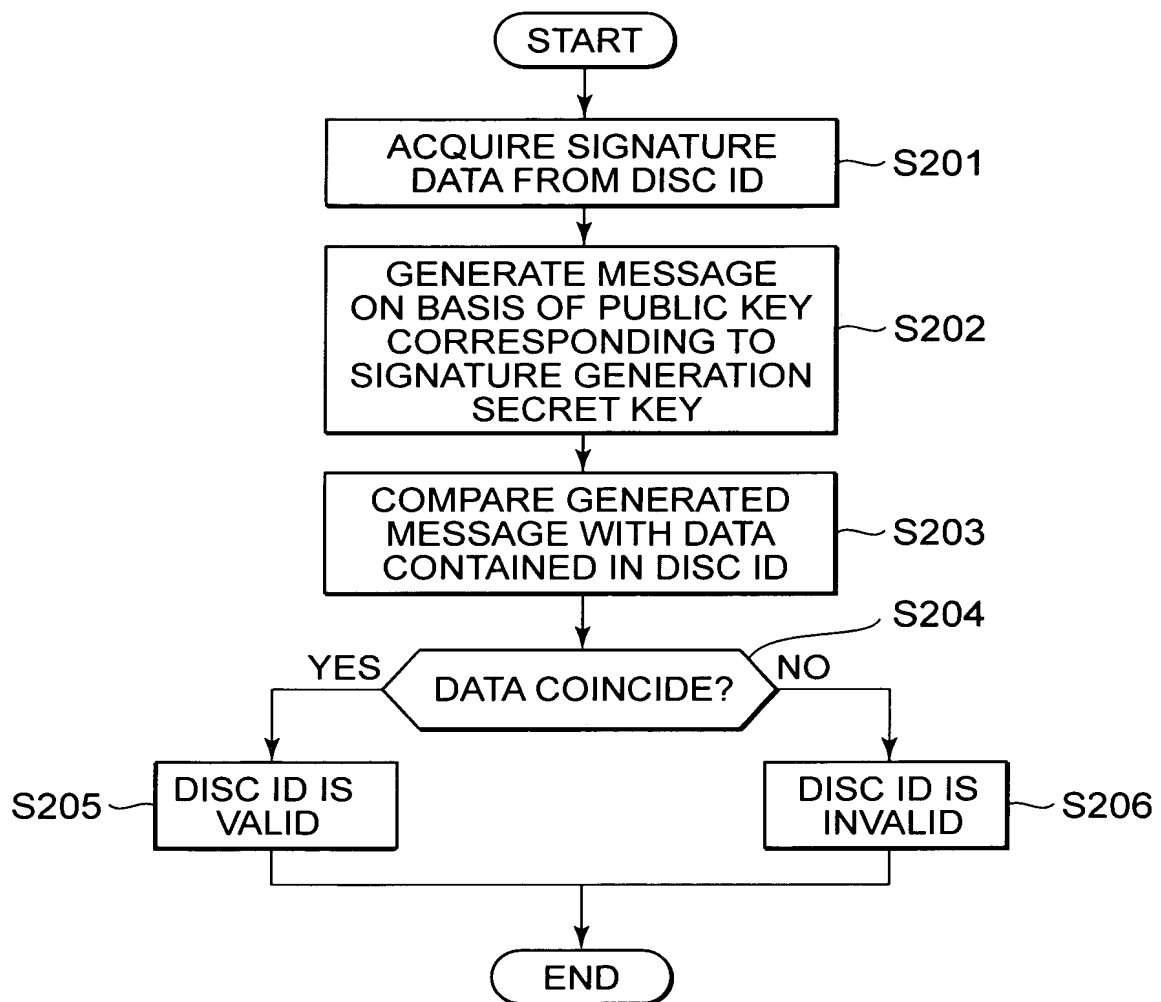 START
ACQUIRE SIGNATURE
DATA FROM DISC ID
S201
GENERATE MESSAGE
ON BASIS OF PUBLIC KEY
CORRESPONDING TO
SIGNATURE GENERATION
SECRET KEY
S202
COMPARE GENERATED
MESSAGE WITH DATA
CONTAINED IN DISC ID
S203
S204
YES
DATA COINCIDE?
NO
S205
DISC ID IS
VALID
DISC ID IS
INVALID
S206
END